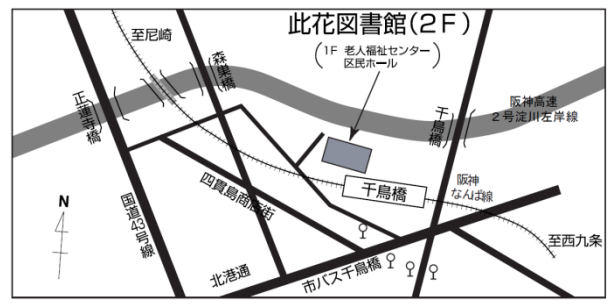 此花図書館(2F)
(1F 老人福祉センター
区民ホール)
至尼崎
森巣橋
正蓮寺橋
千鳥橋
阪神高速
2号淀川左岸線
四貫島商店街
千鳥橋
阪神
なんば線
N
国道43号線
至西九条
北港通
市バス千鳥橋